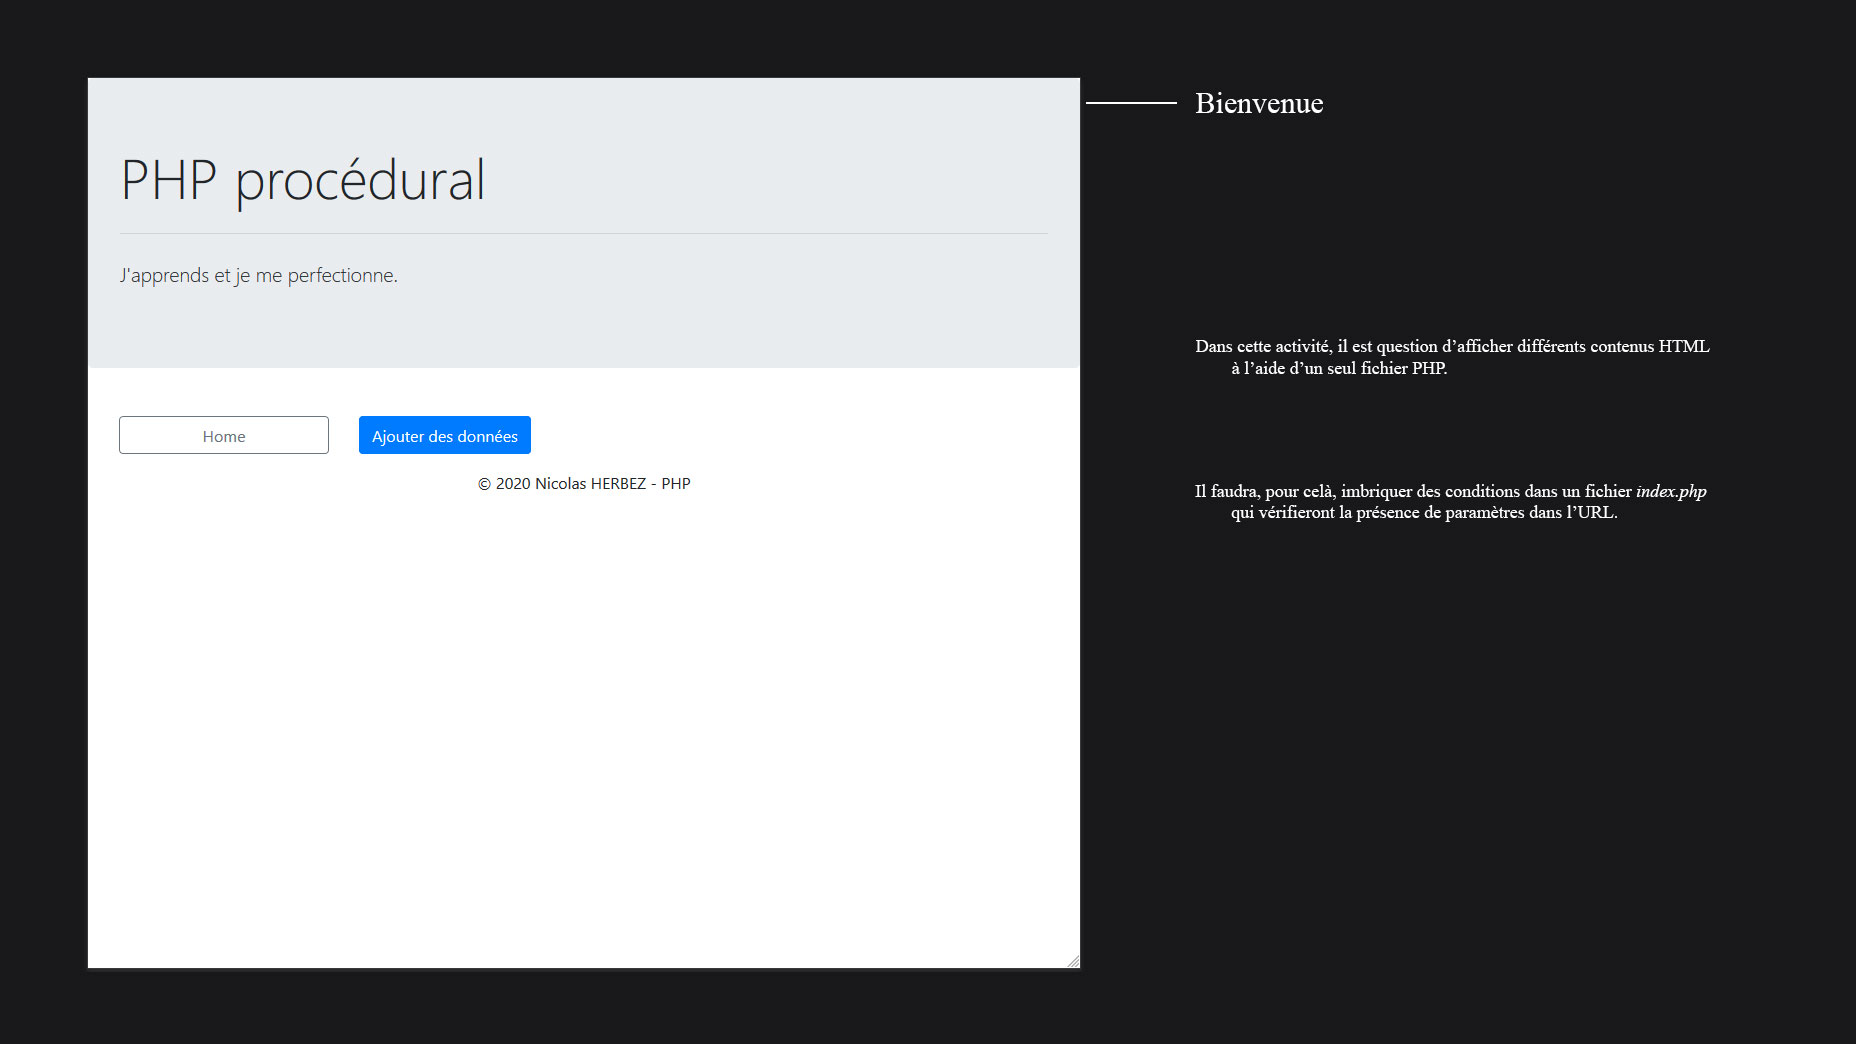 PHP procédural
J'apprends et je me perfectionne.
Home
Ajouter des données
© 2020 Nicolas HERBEZ - PHP
Bienvenue
Dans cette activité, il est question d’afficher différents contenus HTML
à l’aide d’un seul fichier PHP.
Il faudra, pour celà, imbriquer des conditions dans un fichier index.php
qui vérifieront la présence de paramètres dans l’URL.